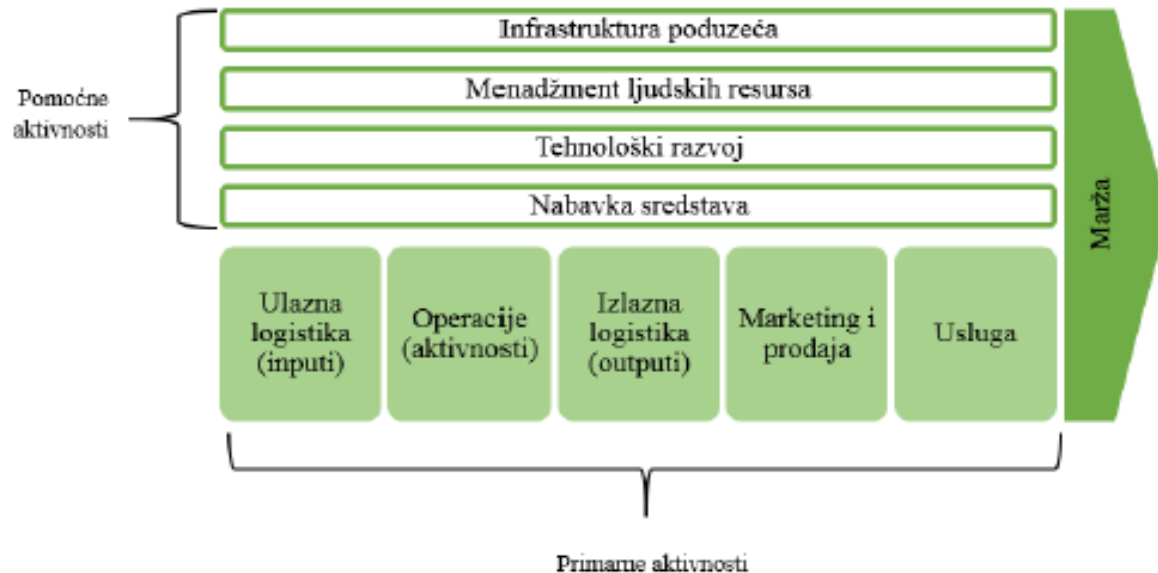 Infrastruktura poduzeća
Menadžment ljudskih resursa
Tehnološki razvoj
Nabavka sredstava
Pomoćne
aktivnosti
Marža
Ulazna
logistika
(inputi)
Operacije
(aktivnosti)
Izlazna
logistika
(outputi)
Marketing i
prodaja
Usluga
Primarne aktivnosti